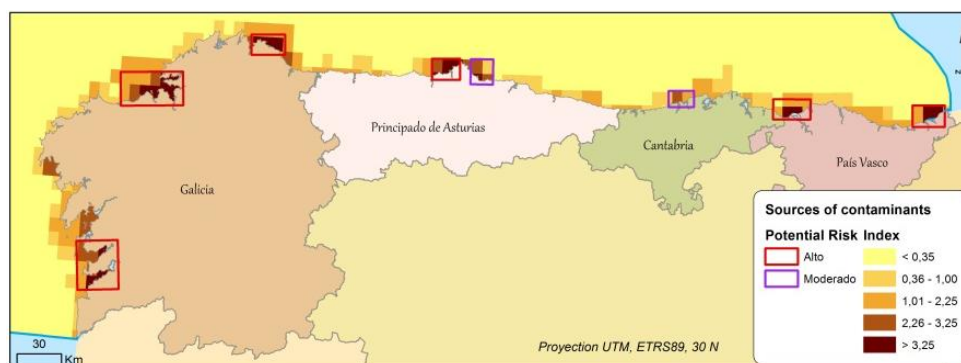 Principado de Asturias
Cantabria
País Vasco
Galicia
Sources of contaminants
Potential Risk Index
Alto
Moderado
< 0,35
0,36 - 1,00
1,01 - 2,25
2,26 - 3,25
> 3,25
30
Km
Proyection UTM, ETRS89, 30 N